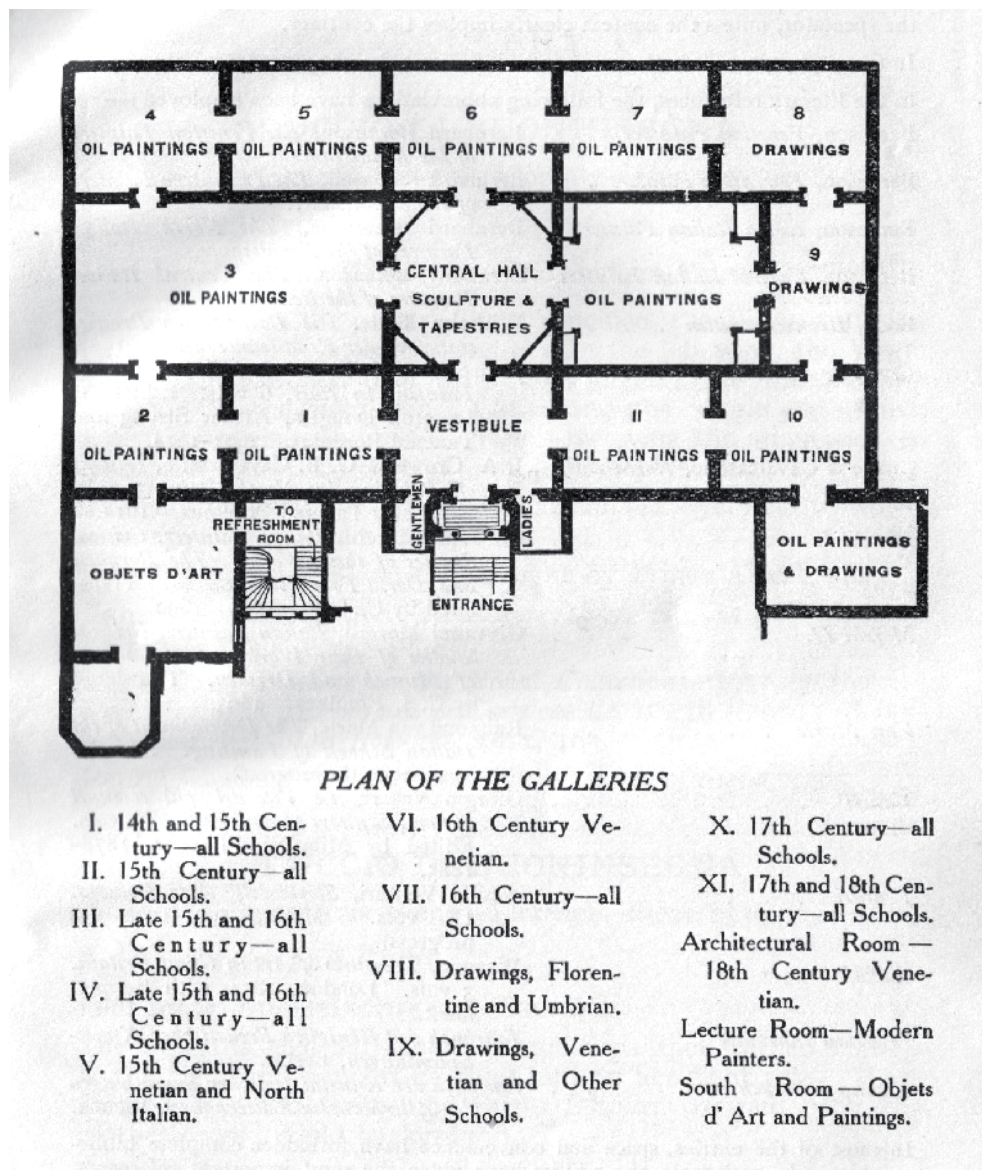 4
5
6
7
8
OIL PAINTINGS
OIL PAINTINGS
OIL PAINTINGS
OIL PAINTINGS
DRAWINGS
3
OIL PAINTINGS
CENTRAL HALL
SCULPTURE &
TAPESTRIES
OIL PAINTINGS
9
DRAWINGS
2
OIL PAINTINGS
OIL PAINTINGS
VESTIBULE
11
OIL PAINTINGS
10
OIL PAINTINGS
GENTLEMEN
LADIES
TO
REFRESHMENT
ROOM
OBJETS D'ART
ENTRANCE
OIL PAINTINGS
& DRAWINGS
PLAN OF THE GALLERIES
I. 14th and 15th Cen-
tury—all Schools.
II. 15th Century—all
Schools.
III. Late 15th and 16th
Century—all
Schools.
IV. Late 15th and 16th
Century—all
Schools.
V. 15th Century Ve-
netian and North
Italian.
VI. 16th Century Ve-
netian.
VII. 16th Century—all
Schools.
VIII. Drawings, Floren-
tine and Umbrian.
IX. Drawings, Vene-
tian and Other
Schools.
X. 17th Century—all
Schools.
XI. 17th and 18th Cen-
tury—all Schools.
Architectural Room—
18th Century Vene-
tian.
Lecture Room—Modern
Painters.
South Room—Objets
d'Art and Paintings.